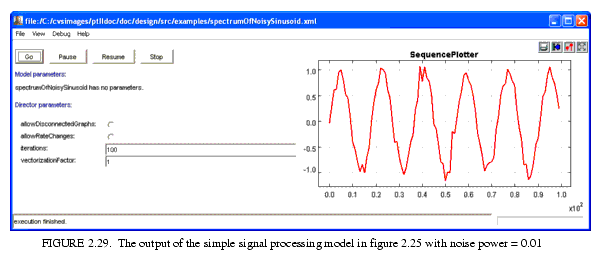 file:/C:/cvsimages/ptIIdoc/doc/design/src/examples/spectrumOfNoisySinusoid.xml
File View Debug Help
Go Pause Resume Stop
Model parameters:
spectrumOfNoisySinusoid has no parameters.
Director parameters:
allowDisconnectedGraphs:
allowRateChanges:
iterations: 100
vectorizationFactor: 1
SequencePlotter
1.0
0.5
0.0
-0.5
-1.0
0.0 0.1 0.2 0.3 0.4 0.5 0.6 0.7 0.8 0.9 1.0
x10²
execution finished.
FIGURE 2.29. The output of the simple signal processing model in figure 2.25 with noise power = 0.01